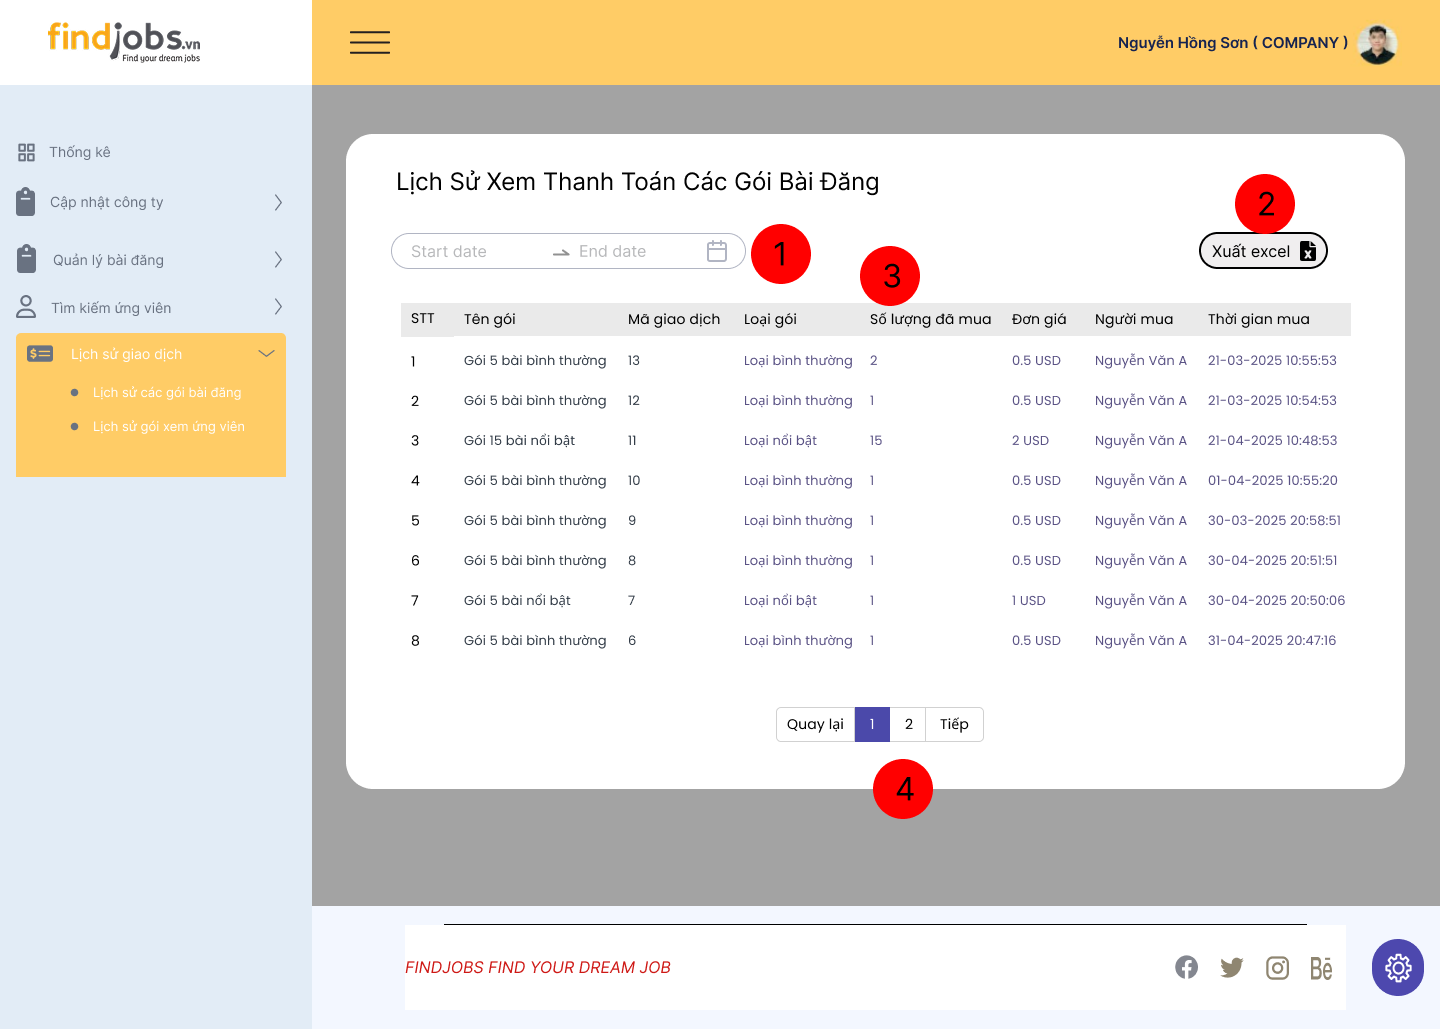 findjobs.vn
Find your dream jobs
Nguyễn Hồng Sơn ( COMPANY )
Thống kê
Cập nhật công ty
Quản lý bài đăng
Tìm kiếm ứng viên
Lịch sử giao dịch
Lịch sử các gói bài đăng
Lịch sử gói xem ứng viên
Lịch Sử Xem Thanh Toán Các Gói Bài Đăng
Start date End date
1
2
Xuất excel
3
STT Tên gói Mã giao dịch Loại gói Số lượng đã mua Đơn giá Người mua Thời gian mua
1 Gói 5 bài bình thường 13 Loại bình thường 2 0.5 USD Nguyễn Văn A 21-03-2025 10:55:53
2 Gói 5 bài bình thường 12 Loại bình thường 1 0.5 USD Nguyễn Văn A 21-03-2025 10:54:53
3 Gói 15 bài nổi bật 11 Loại nổi bật 15 2 USD Nguyễn Văn A 21-04-2025 10:48:53
4 Gói 5 bài bình thường 10 Loại bình thường 1 0.5 USD Nguyễn Văn A 01-04-2025 10:55:20
5 Gói 5 bài bình thường 9 Loại bình thường 1 0.5 USD Nguyễn Văn A 30-03-2025 20:58:51
6 Gói 5 bài bình thường 8 Loại bình thường 1 0.5 USD Nguyễn Văn A 30-04-2025 20:51:51
7 Gói 5 bài nổi bật 7 Loại nổi bật 1 1 USD Nguyễn Văn A 30-04-2025 20:50:06
8 Gói 5 bài bình thường 6 Loại bình thường 1 0.5 USD Nguyễn Văn A 31-04-2025 20:47:16
Quay lại 1 2 Tiếp
4
FINDJOBS FIND YOUR DREAM JOB